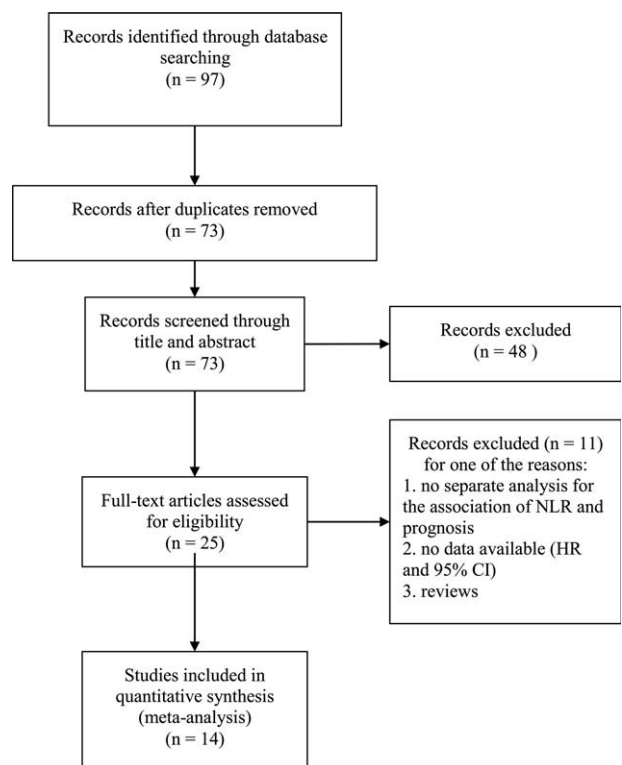 Records identified through database
searching
(n = 97)
Records after duplicates removed
(n = 73)
Records screened through
title and abstract
(n = 73)
Records excluded
(n = 48 )
Full-text articles assessed
for eligibility
(n = 25)
Records excluded (n = 11)
for one of the reasons:
1. no separate analysis for
the association of NLR and
prognosis
2. no data available (HR
and 95% CI)
3. reviews
Studies included in
quantitative synthesis
(meta-analysis)
(n = 14)